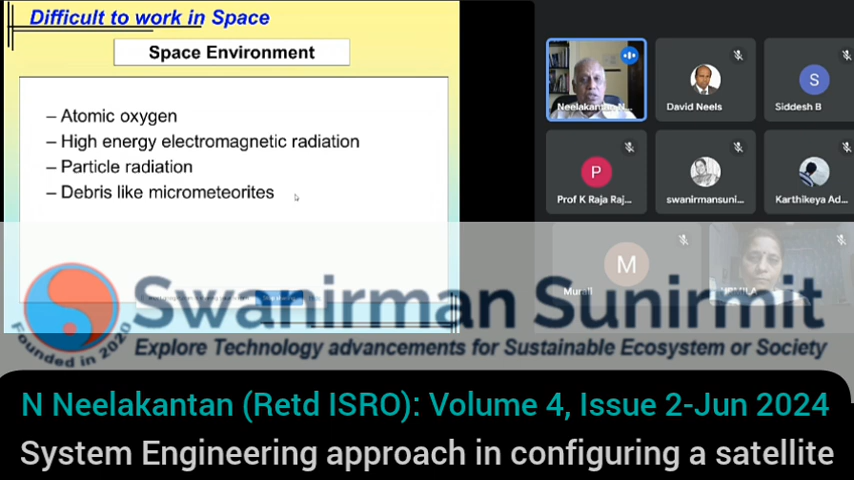 Difficult to work in Space
Space Environment
– Atomic oxygen
– High energy electromagnetic radiation
– Particle radiation
– Debris like micrometeorites
Neelakantan N...
David Neels
S
Siddesh B
P
Prof K Raja Raj...
swanirmansuni...
Karthikeya Ad...
M
Murali
Swanirman Sunirmit
Founded in 2020
Explore Technology advancements for Sustainable Ecosystem or Society
N Neelakantan (Retd ISRO): Volume 4, Issue 2-Jun 2024
System Engineering approach in configuring a satellite